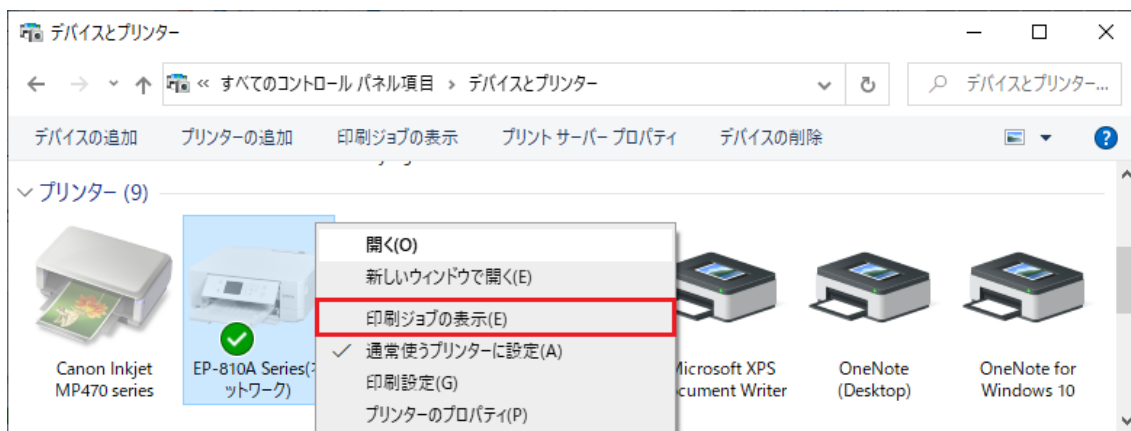 デバイスとプリンター
« すべてのコントロール パネル項目 › デバイスとプリンター
デバイスとプリンター...
デバイスの追加 プリンターの追加 印刷ジョブの表示 プリント サーバー プロパティ デバイスの削除
プリンター (9)
開く(O)
新しいウィンドウで開く(E)
印刷ジョブの表示(E)
通常使うプリンターに設定(A)
印刷設定(G)
プリンターのプロパティ(P)
Canon Inkjet
MP470 series
EP-810A Series(
ットワーク)
Microsoft XPS
Document Writer
OneNote
(Desktop)
OneNote for
Windows 10